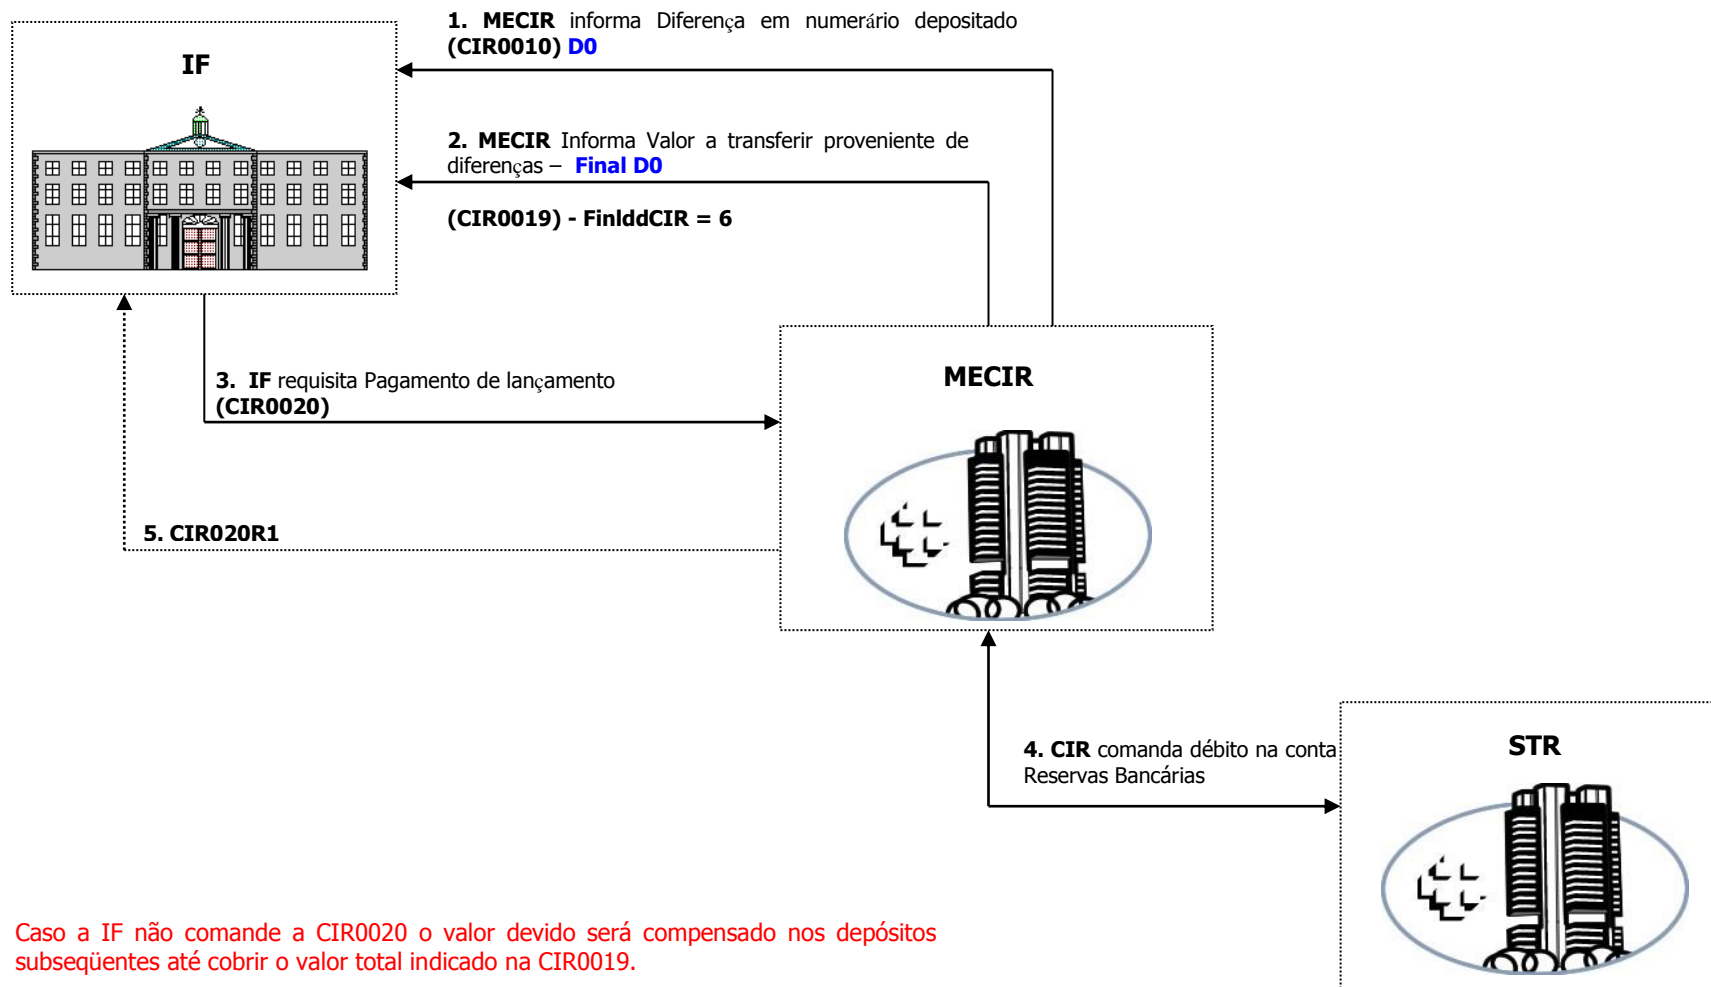 1. MECIR informa Diferença em numerário depositado
(CIR0010) D0
IF
2. MECIR Informa Valor a transferir proveniente de
diferenças – Final D0
(CIR0019) - FinlddCIR = 6
3. IF requisita Pagamento de lançamento
(CIR0020)
MECIR
5. CIR020R1
4. CIR comanda débito na conta
Reservas Bancárias
STR
Caso a IF não comande a CIR0020 o valor devido será compensado nos depósitos
subseqüentes até cobrir o valor total indicado na CIR0019.